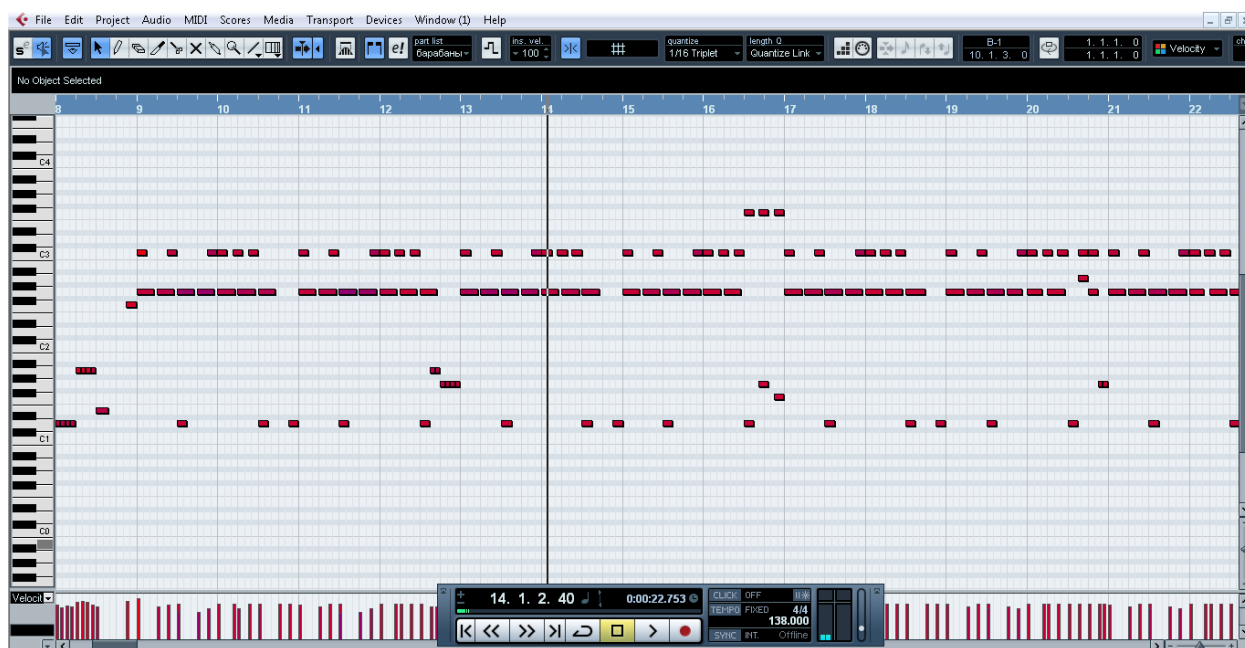 File Edit Project Audio MIDI Scores Media Transport Devices Window (1) Help
part list ins. vel. quantize length Q
e! барабаны 100 1/16 Triplet Quantize Link B-1 10. 1. 3. 0 1. 1. 1. 0 1. 1. 1. 0 Velocity
No Object Selected
8 9 10 11 12 13 15 16 17 18 19 20 21 22
C4
C3
C2
C1
C0
Velocit
14. 1. 2. 40 0:00:22.753
CLICK OFF
TEMPO FIXED 4/4
138.000
SYNC INT. Offline